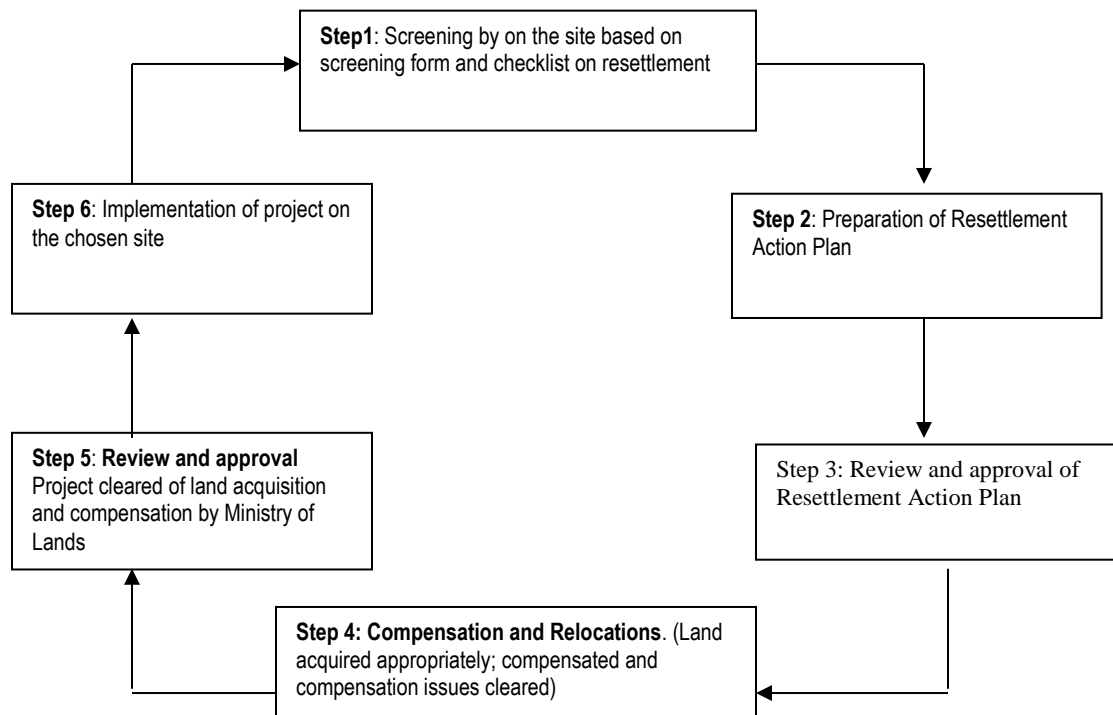 Step1: Screening by on the site based on
screening form and checklist on resettlement
Step 2: Preparation of Resettlement
Action Plan
Step 3: Review and approval of
Resettlement Action Plan
Step 4: Compensation and Relocations. (Land
acquired appropriately; compensated and
compensation issues cleared)
Step 5: Review and approval
Project cleared of land acquisition
and compensation by Ministry of
Lands
Step 6: Implementation of project on
the chosen site